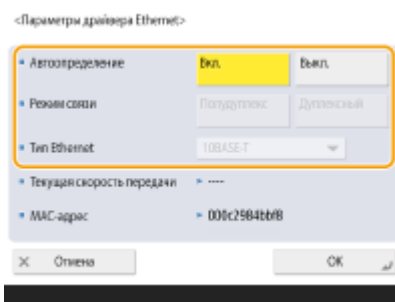 <Параметры драйвера Ethernet>
Автоопределение Вкл. Выкл.
Режим связи Полудуплекс Дуплексный
Тип Ethernet 10BASE-T
Текущая скорость передачи ----
MAC-адрес 000c2984bbf8
× Отмена OK